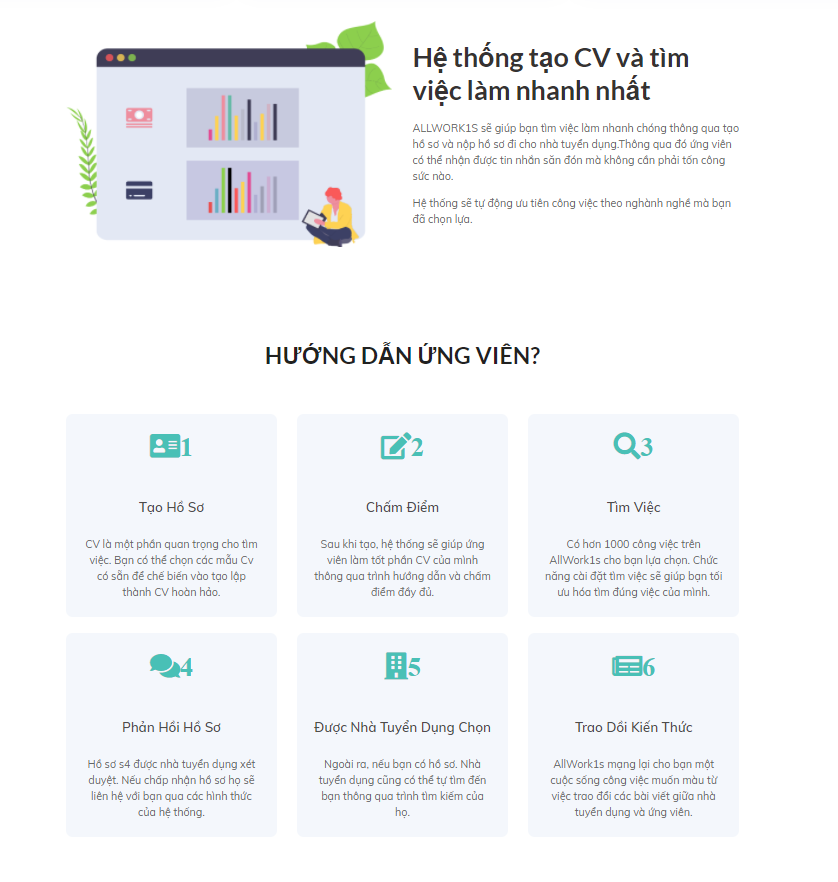 Hệ thống tạo CV và tìm
việc làm nhanh nhất
ALLWORK1S sẽ giúp bạn tìm việc làm nhanh chóng thông qua tạo
hồ sơ và nộp hồ sơ đi cho nhà tuyển dụng.Thông qua đó ứng viên
có thể nhận được tin nhắn săn đón mà không cần phải tốn công
sức nào.
Hệ thống sẽ tự động ưu tiên công việc theo nghành nghề mà bạn
đã chọn lựa.
HƯỚNG DẪN ỨNG VIÊN?
1
Tạo Hồ Sơ
CV là một phần quan trọng cho tìm
việc. Bạn có thể chọn các mẫu Cv
có sẵn để chế biến vào tạo lập
thành CV hoàn hảo.
2
Chấm Điểm
Sau khi tạo, hệ thống sẽ giúp ứng
viên làm tốt phần CV của mình
thông qua trình hướng dẫn và chấm
điểm đầy đủ.
3
Tìm Việc
Có hơn 1000 công việc trên
AllWork1s cho bạn lựa chọn. Chức
năng cài đặt tìm việc sẽ giúp bạn tối
ưu hóa tìm đúng việc của mình.
4
Phản Hồi Hồ Sơ
Hồ sơ s4 được nhà tuyển dụng xét
duyệt. Nếu chấp nhận hồ sơ họ sẽ
liên hệ với bạn qua các hình thức
của hệ thống.
5
Được Nhà Tuyển Dụng Chọn
Ngoài ra, nếu bạn có hồ sơ. Nhà
tuyển dụng cũng có thể tự tìm đến
bạn thông qua trình tìm kiếm của
họ.
6
Trao Dồi Kiến Thức
AllWork1s mạng lại cho bạn một
cuộc sống công việc muốn màu từ
việc trao đổi các bài viết giữa nhà
tuyển dụng và ứng viên.